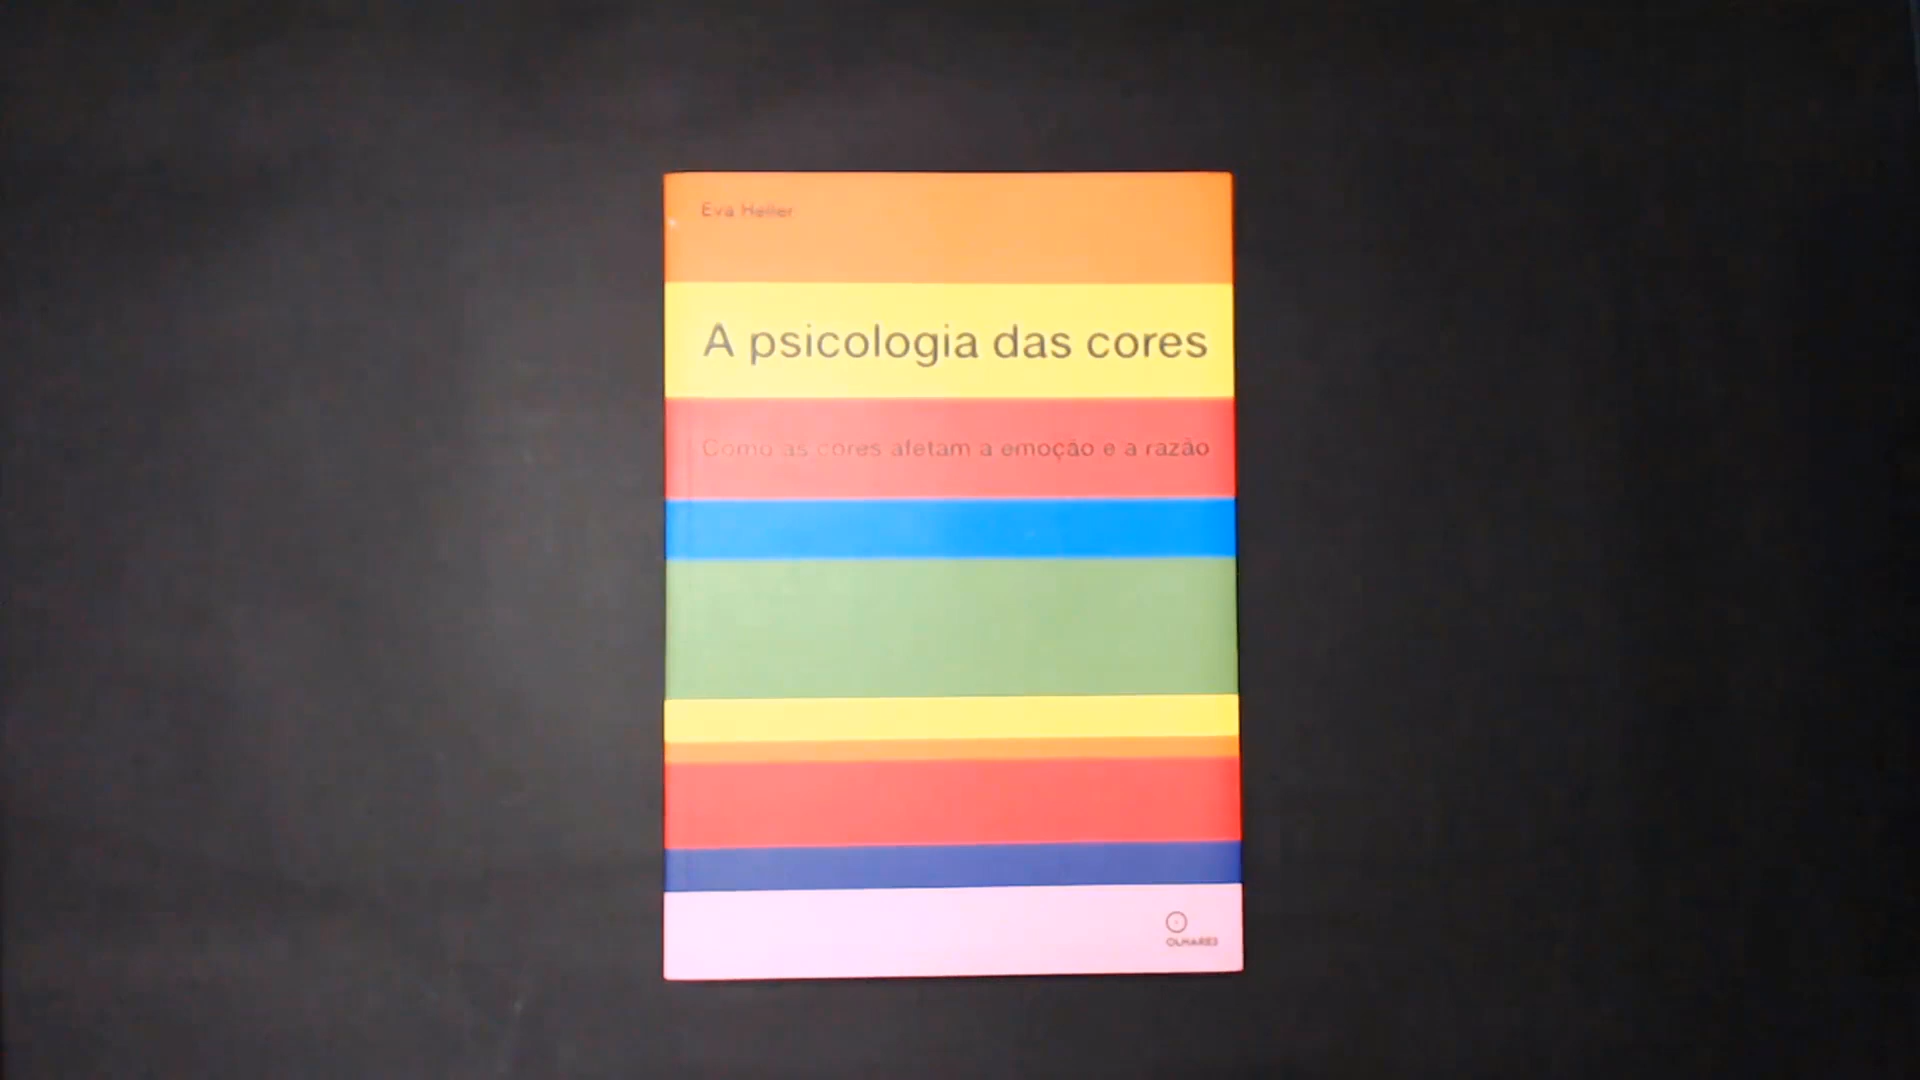 Eva Heller
A psicologia das cores
Como as cores afetam a emoção e a razão
OLHARES